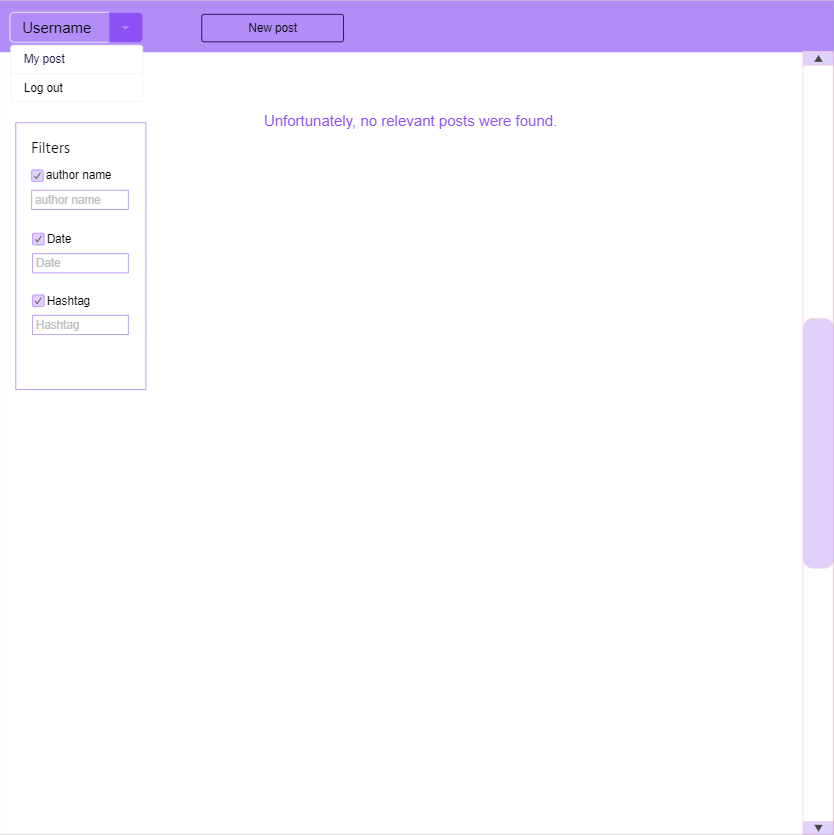 Username
New post
My post
Log out
Unfortunately, no relevant posts were found.
Filters
author name
author name
Date
Date
Hashtag
Hashtag